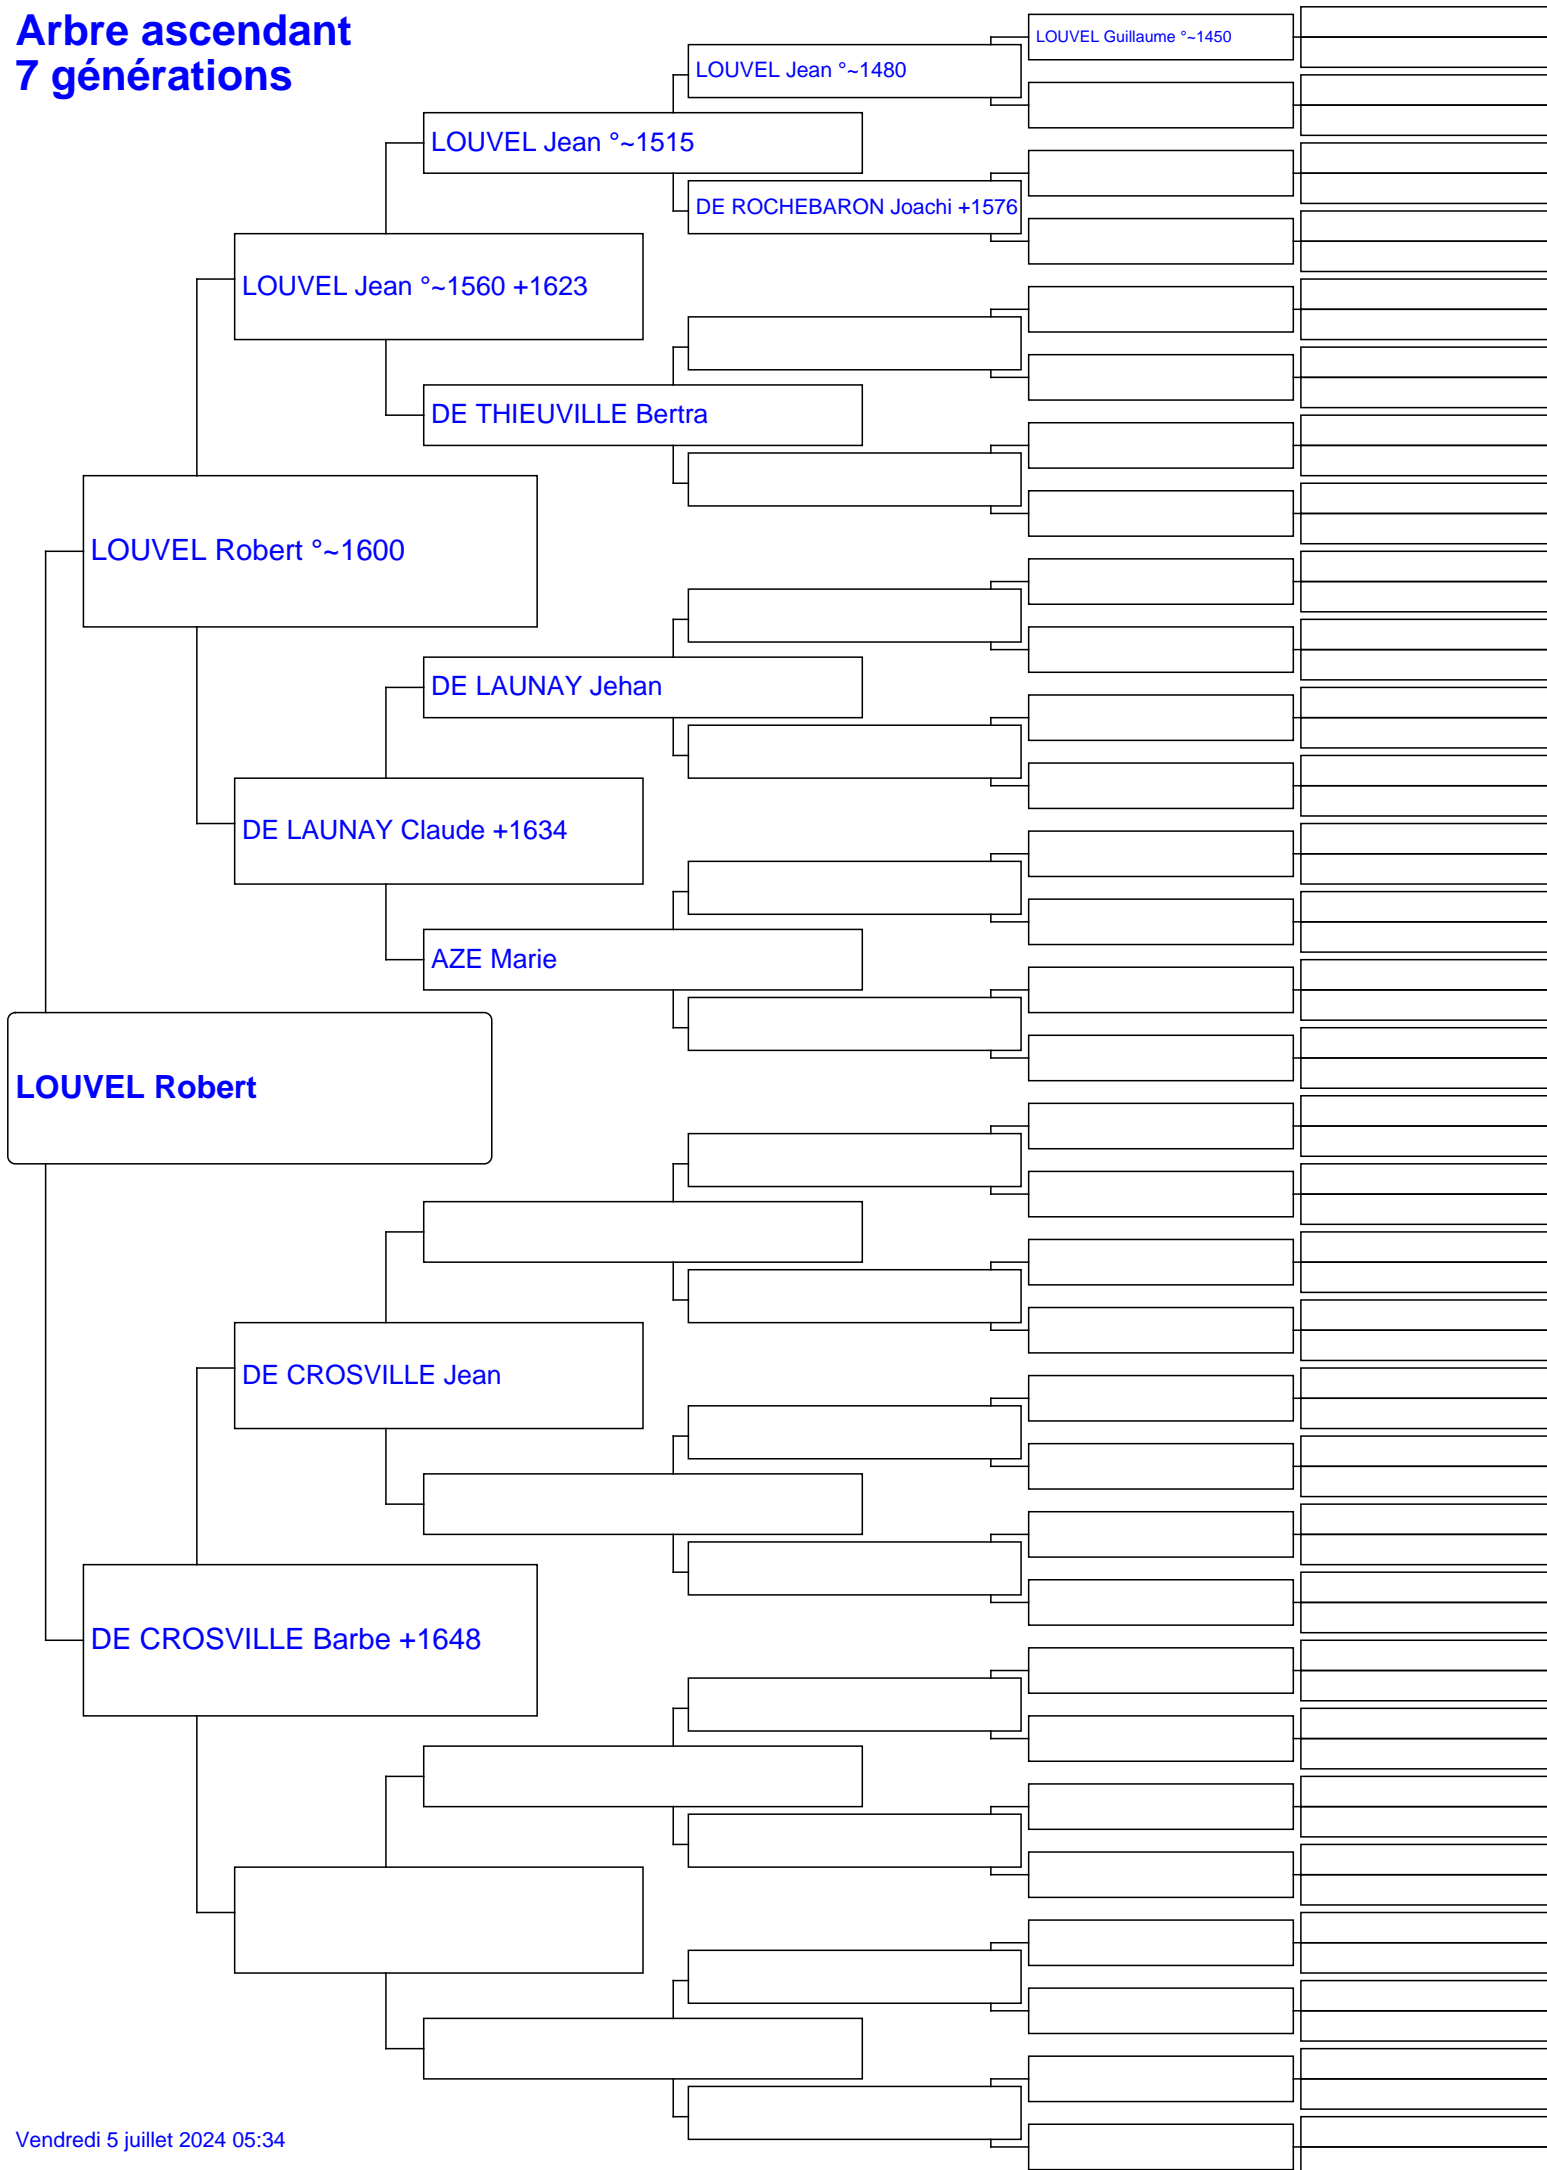 Arbre ascendant
7 générations
LOUVEL Guillaume °~1450
LOUVEL Jean °~1480
LOUVEL Jean °~1515
DE ROCHEBARON Joachi +1576
LOUVEL Jean °~1560 +1623
DE THIEUVILLE Bertra
LOUVEL Robert °~1600
DE LAUNAY Jehan
DE LAUNAY Claude +1634
AZE Marie
LOUVEL Robert
DE CROSVILLE Jean
DE CROSVILLE Barbe +1648
Vendredi 5 juillet 2024 05:34